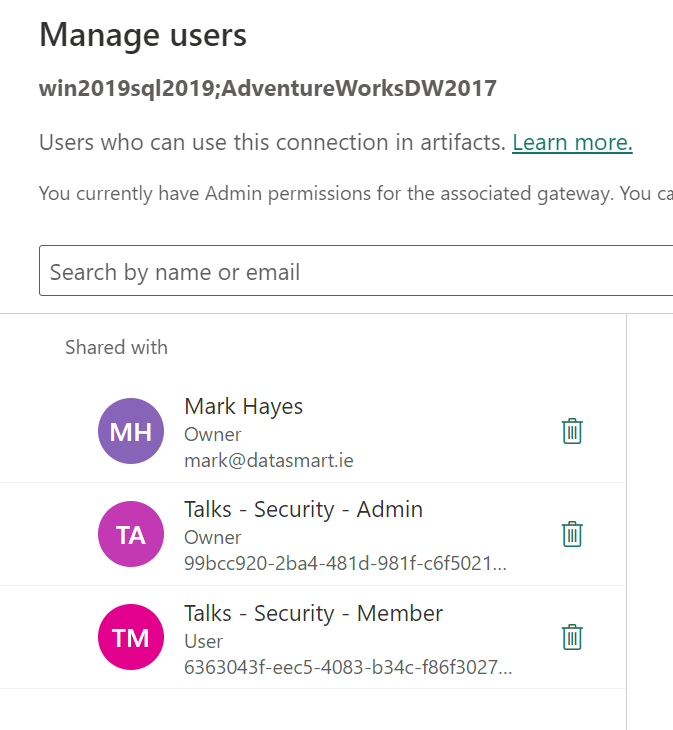 Manage users
win2019sql2019;AdventureWorksDW2017
Users who can use this connection in artifacts. Learn more.
You currently have Admin permissions for the associated gateway. You ca
Search by name or email
Shared with
MH
Mark Hayes
Owner
mark@datasmart.ie
TA
Talks - Security - Admin
Owner
99bcc920-2ba4-481d-981f-c6f5021...
TM
Talks - Security - Member
User
6363043f-eec5-4083-b34c-f86f3027...